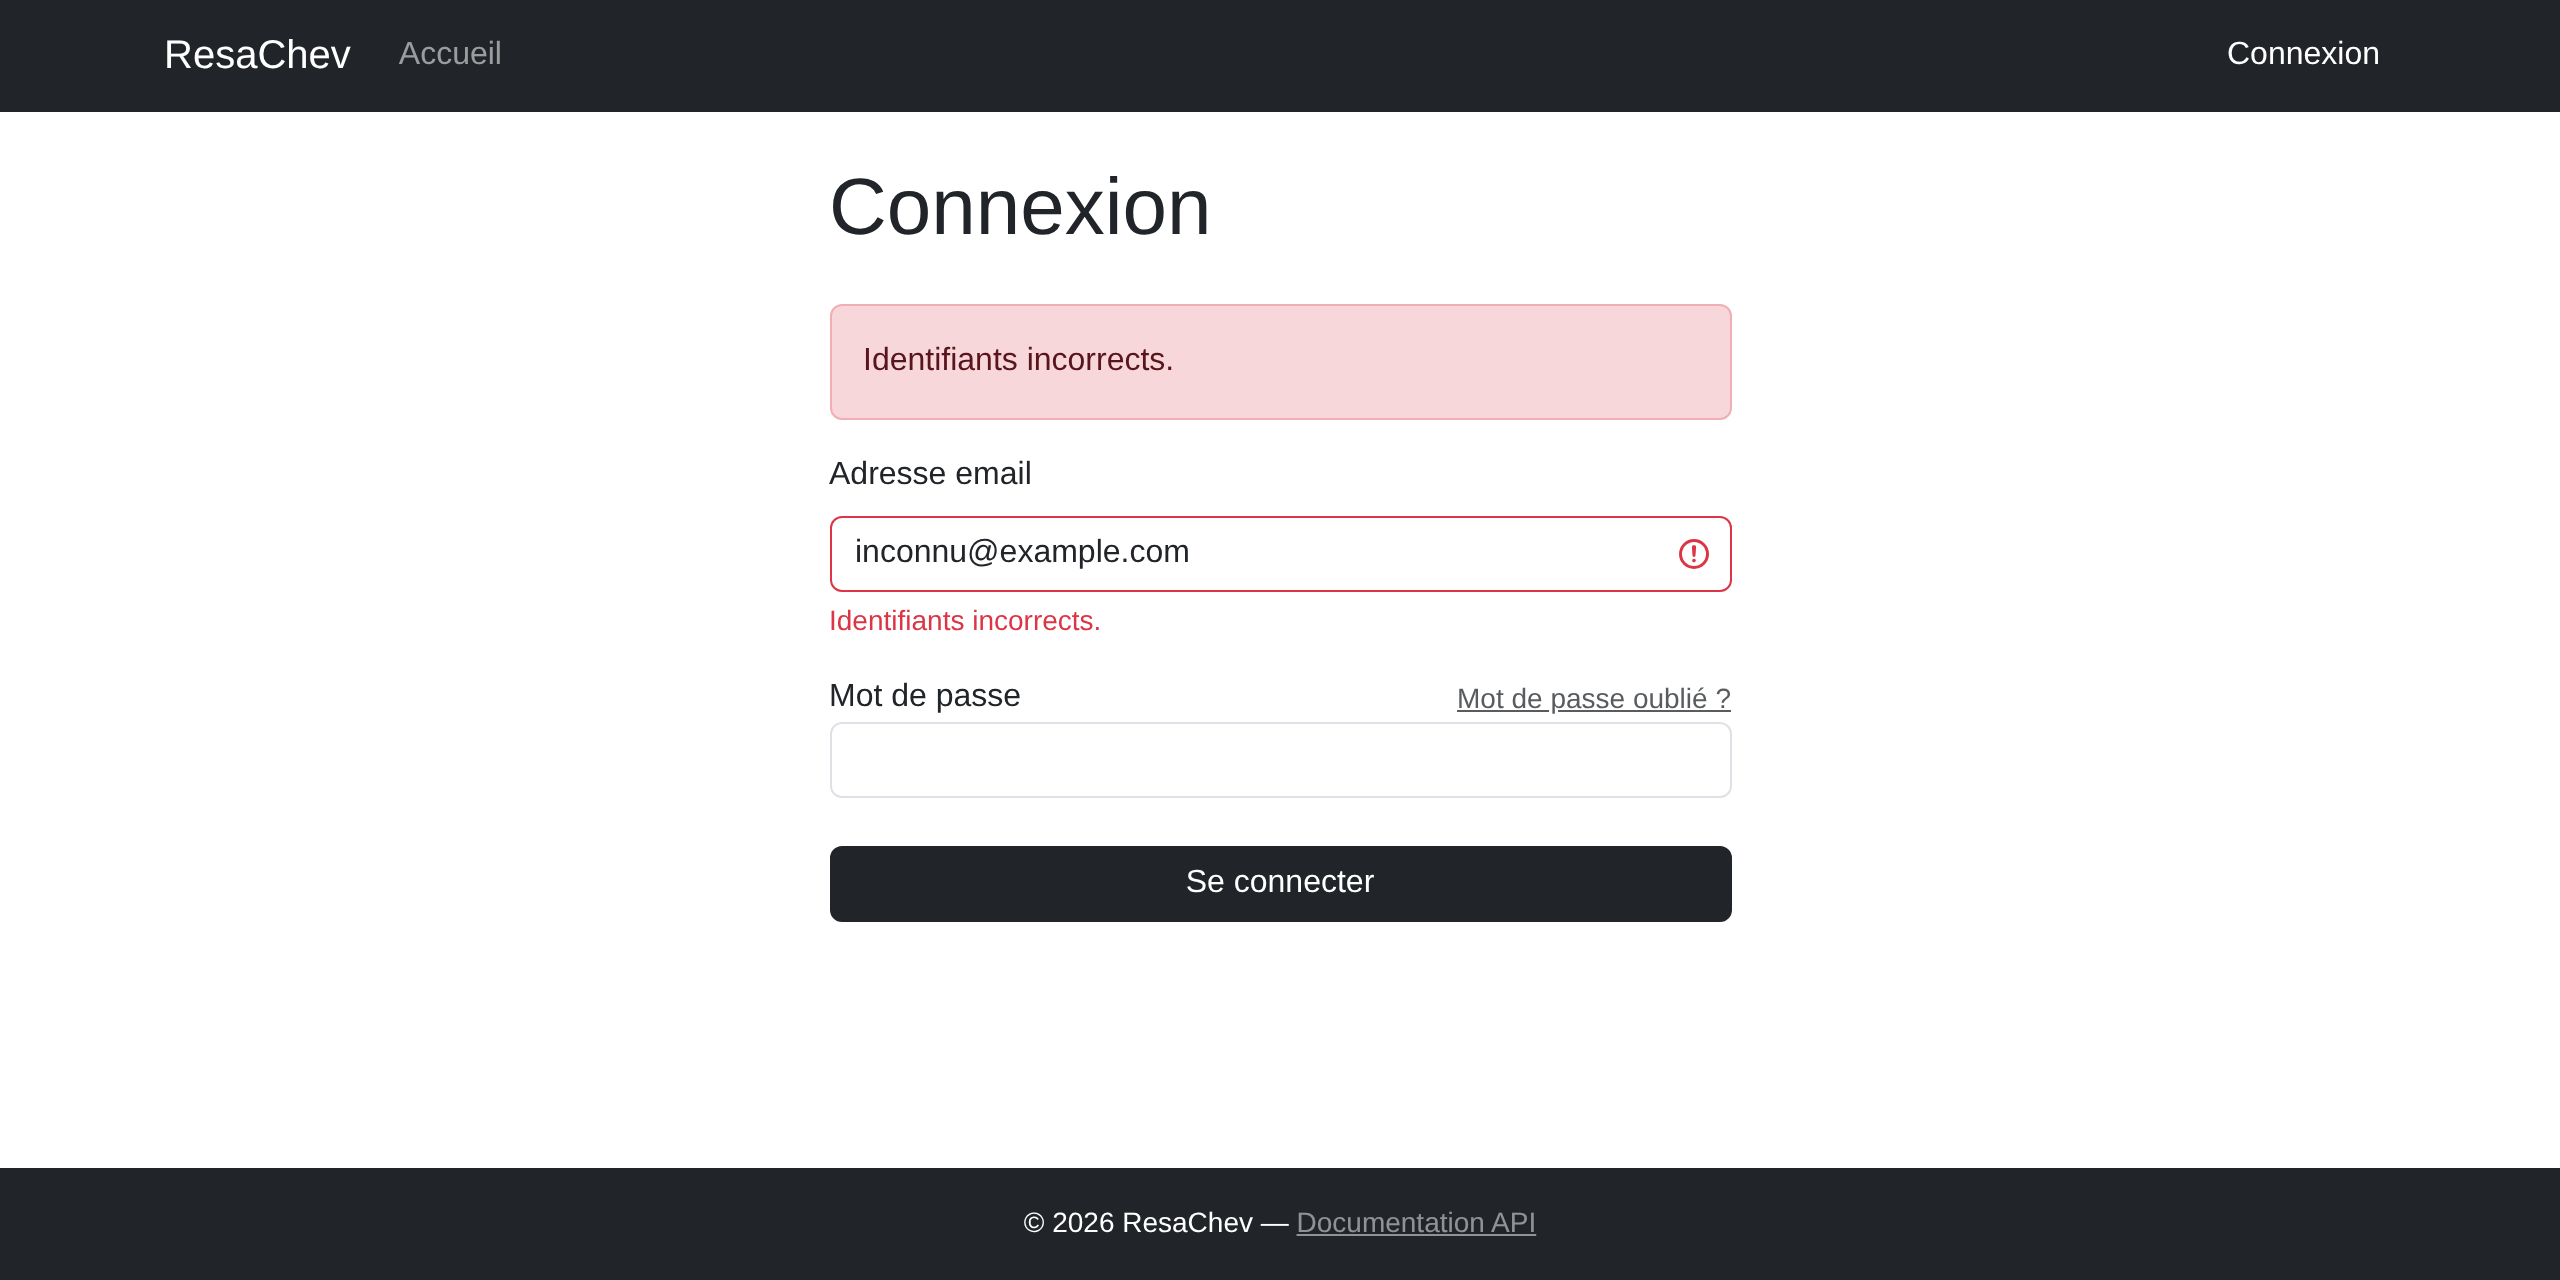 ResaChev Accueil Connexion
Connexion
Identifiants incorrects.
Adresse email
inconnu@example.com
Identifiants incorrects.
Mot de passe Mot de passe oublié ?
Se connecter
© 2026 ResaChev — Documentation API